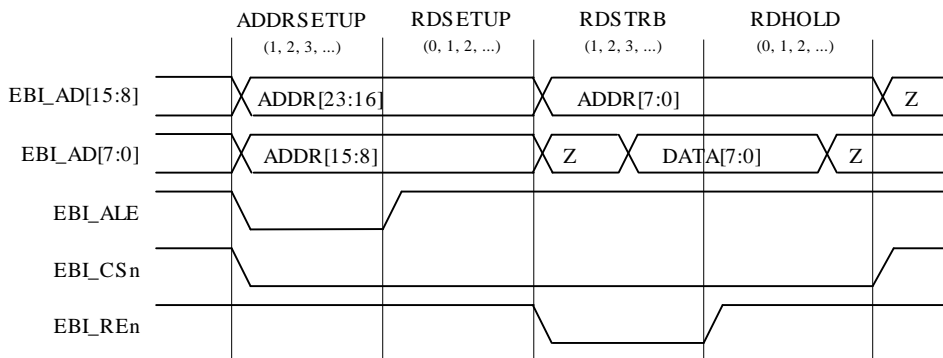 ADDRSETUP RDSETUP RDSTRB RDHOLD
(1, 2, 3, ...) (0, 1, 2, ...) (1, 2, 3, ...) (0, 1, 2, ...)
EBI_AD[15:8] ADDR[23:16] ADDR[7:0] Z
EBI_AD[7:0] ADDR[15:8] Z DATA[7:0] Z
EBI_ALE
EBI_CSn
EBI_REn